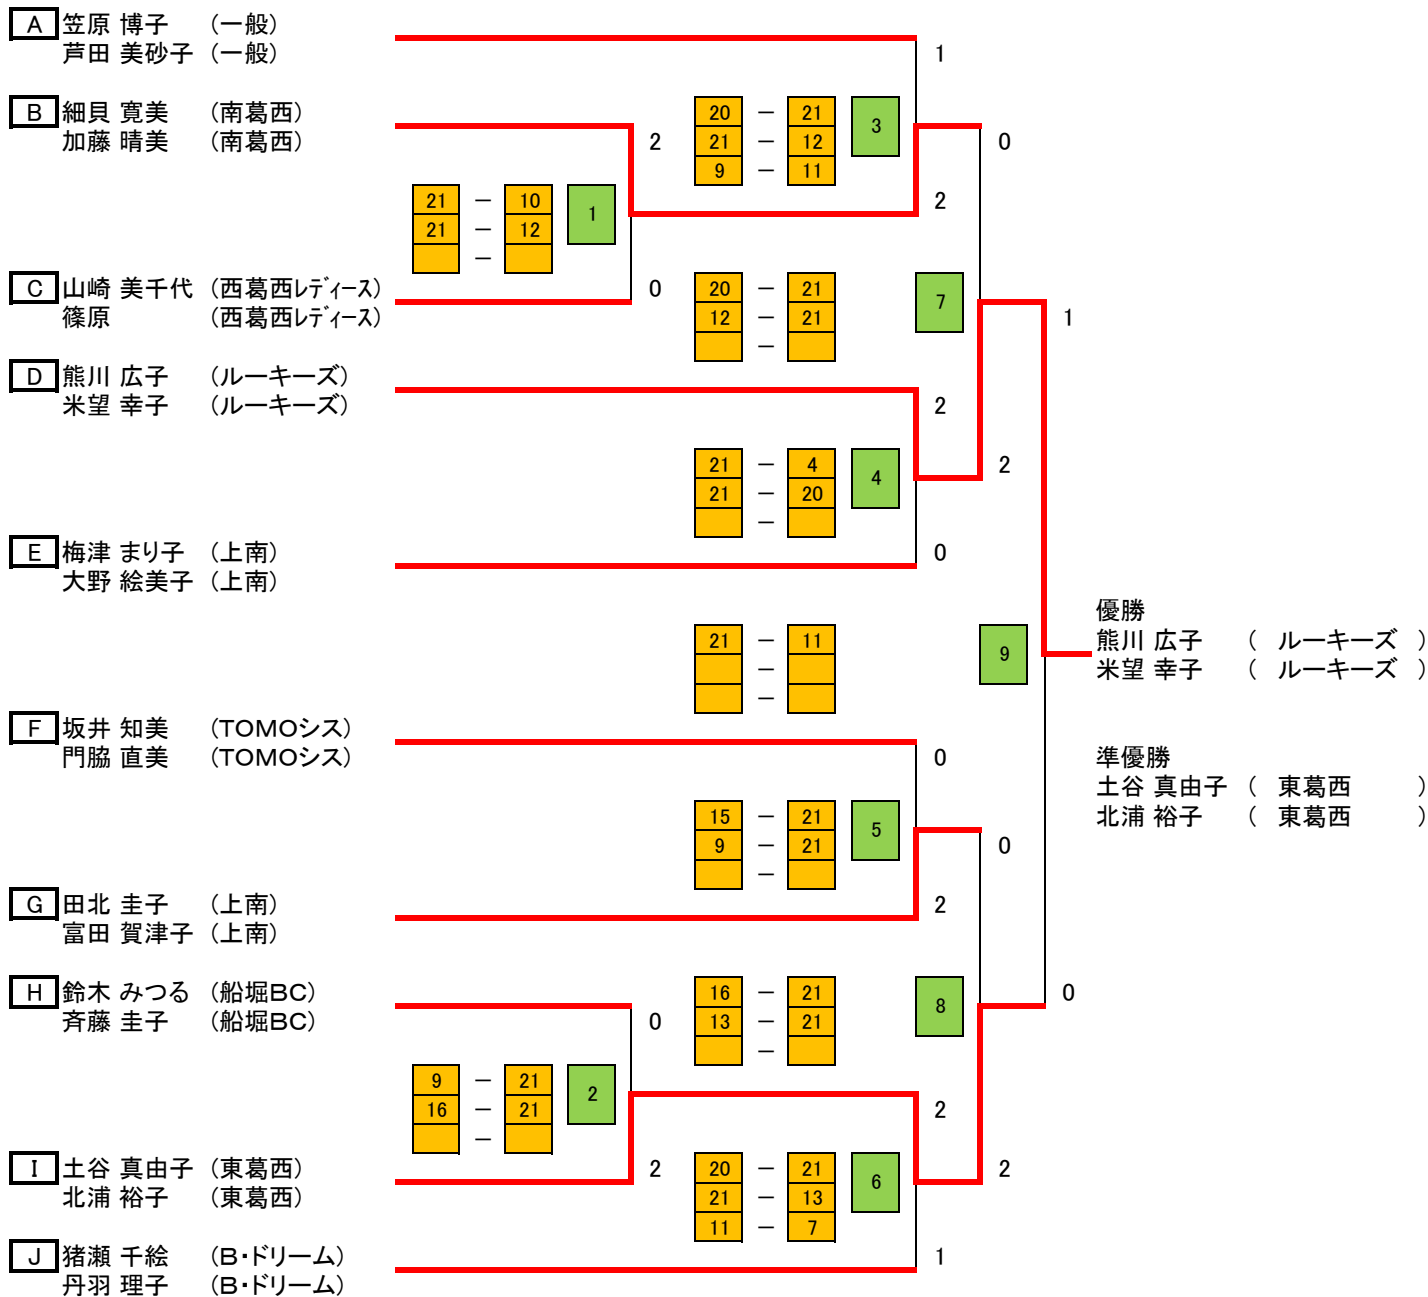 A 笠原 博子 (一般)
芦田 美砂子 (一般)
1
B 細貝 寛美 (南葛西)
加藤 晴美 (南葛西)
2
20 － 21
21 － 12
9 － 11
3
0
2
21 － 10
21 － 12
－
1
C 山崎 美千代 (西葛西ﾚﾃﾞｨｰｽ)
篠原 (西葛西ﾚﾃﾞｨｰｽ)
0
20 － 21
12 － 21
－
7
1
D 熊川 広子 (ルーキーズ)
米望 幸子 (ルーキーズ)
2
21 － 4
21 － 20
－
4
2
E 梅津 まり子 (上南)
大野 絵美子 (上南)
0
21 － 11
－
－
9
優勝
熊川 広子 ( ルーキーズ )
米望 幸子 ( ルーキーズ )
F 坂井 知美 (TOMOシス)
門脇 直美 (TOMOシス)
0
準優勝
土谷 真由子 ( 東葛西 )
北浦 裕子 ( 東葛西 )
15 － 21
9 － 21
－
5
0
G 田北 圭子 (上南)
富田 賀津子 (上南)
2
H 鈴木 みつる (船堀BC)
斉藤 圭子 (船堀BC)
0
16 － 21
13 － 21
－
8
0
9 － 21
16 － 21
－
2
2
I 土谷 真由子 (東葛西)
北浦 裕子 (東葛西)
2
20 － 21
21 － 13
11 － 7
6
2
J 猪瀬 千絵 (B・ドリーム)
丹羽 理子 (B・ドリーム)
1